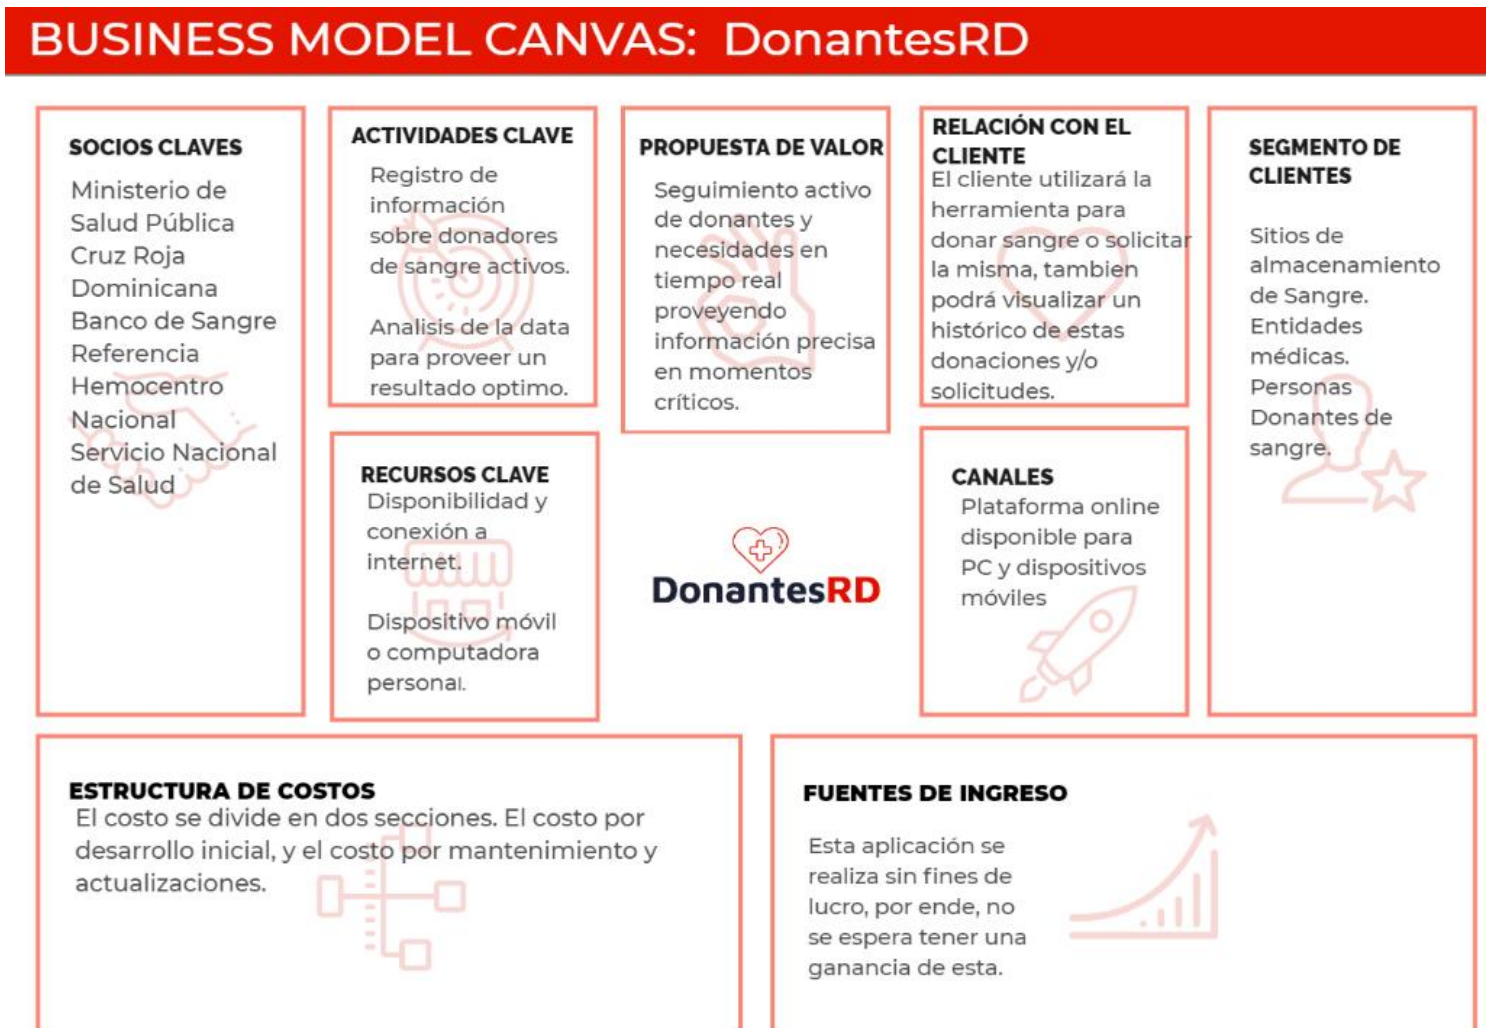 BUSINESS MODEL CANVAS: DonantesRD
SOCIOS CLAVES
Ministerio de
Salud Pública
Cruz Roja
Dominicana
Banco de Sangre
Referencia
Hemocentro
Nacional
Servicio Nacional
de Salud
ACTIVIDADES CLAVE
Registro de
información
sobre donadores
de sangre activos.
Analisis de la data
para proveer un
resultado optimo.
RECURSOS CLAVE
Disponibilidad y
conexión a
internet.
Dispositivo móvil
o computadora
personal.
PROPUESTA DE VALOR
Seguimiento activo
de donantes y
necesidades en
tiempo real
proveyendo
información precisa
en momentos
críticos.
DonantesRD
RELACIÓN CON EL
CLIENTE
El cliente utilizará la
herramienta para
donar sangre o solicitar
la misma, tambien
podrá visualizar un
histórico de estas
donaciones y/o
solicitudes.
CANALES
Plataforma online
disponible para
PC y dispositivos
móviles
SEGMENTO DE
CLIENTES
Sitios de
almacenamiento
de Sangre.
Entidades
médicas.
Personas
Donantes de
sangre.
ESTRUCTURA DE COSTOS
El costo se divide en dos secciones. El costo por
desarrollo inicial, y el costo por mantenimiento y
actualizaciones.
FUENTES DE INGRESO
Esta aplicación se
realiza sin fines de
lucro, por ende, no
se espera tener una
ganancia de esta.